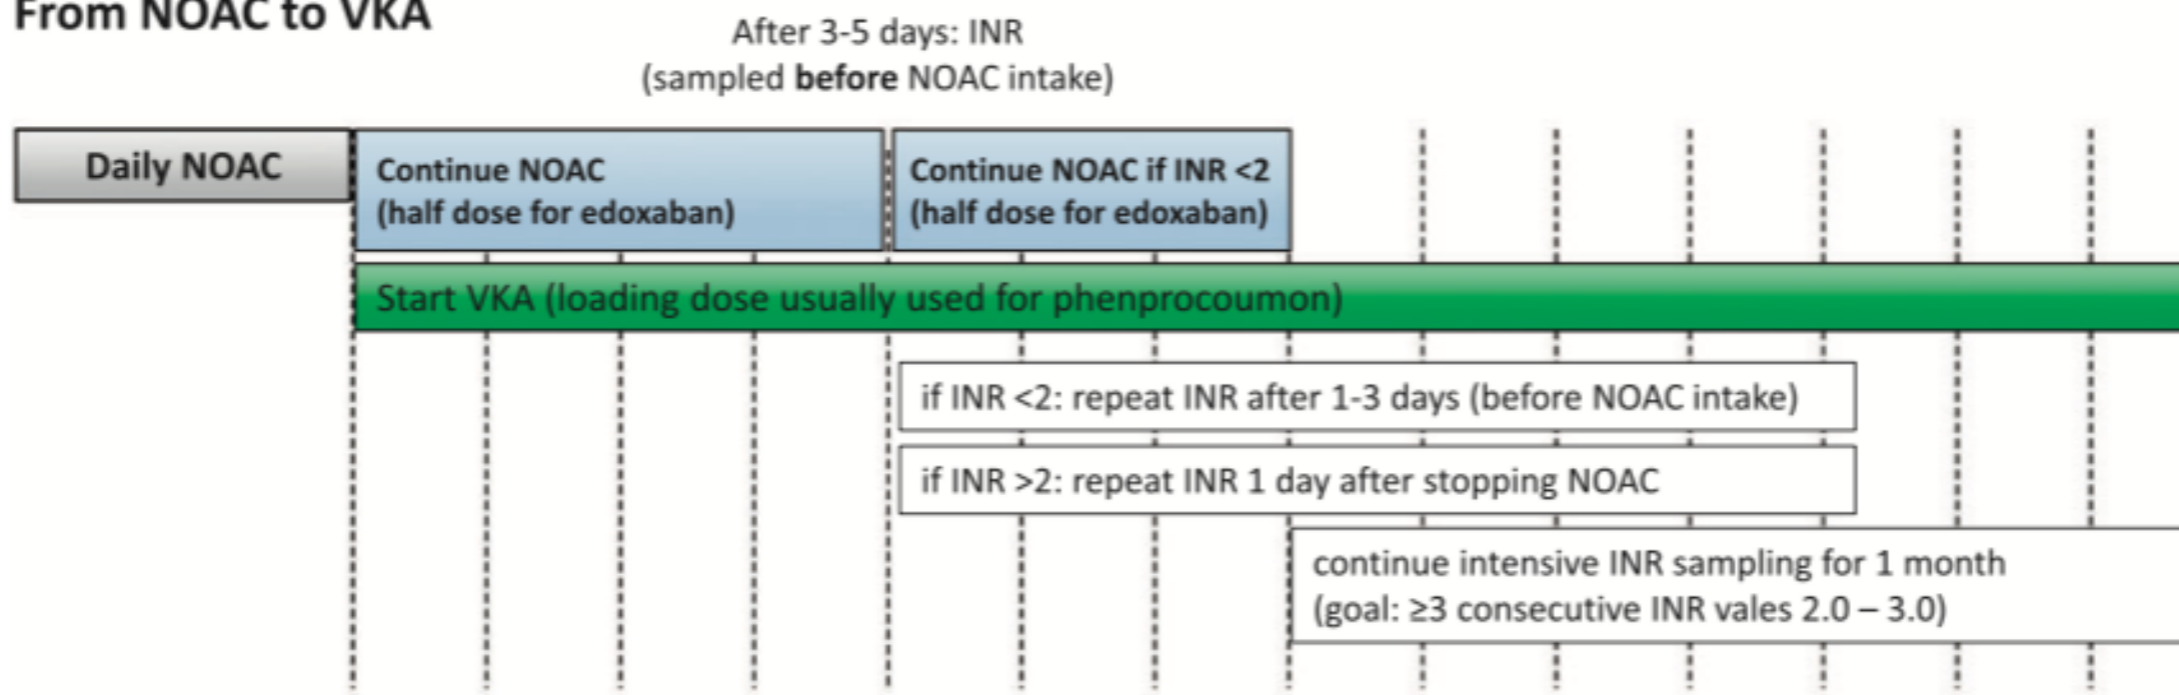 From NOAC to VKA
After 3-5 days: INR
(sampled before NOAC intake)
Daily NOAC
Continue NOAC
(half dose for edoxaban)
Continue NOAC if INR <2
(half dose for edoxaban)
Start VKA (loading dose usually used for phenprocoumon)
if INR <2: repeat INR after 1-3 days (before NOAC intake)
if INR >2: repeat INR 1 day after stopping NOAC
continue intensive INR sampling for 1 month
(goal: ≥3 consecutive INR vales 2.0 – 3.0)